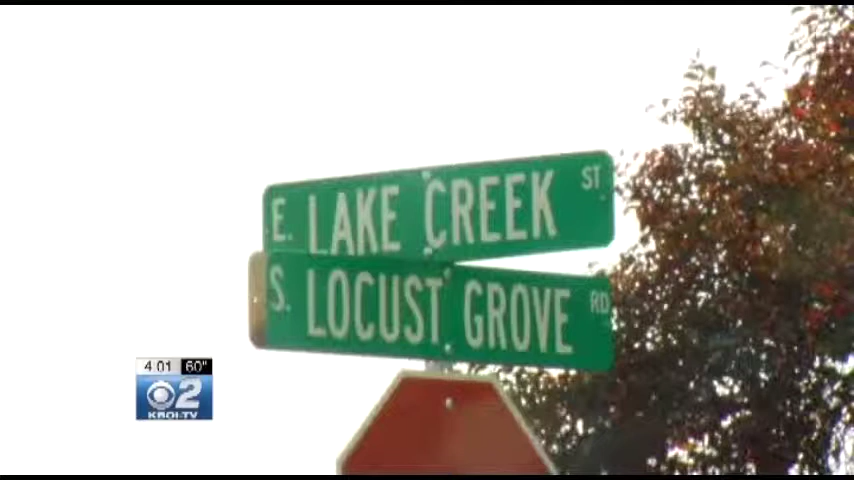 E. LAKE CREEK ST
S. LOCUST GROVE RD
4:01 60"
2
KBOI-TV